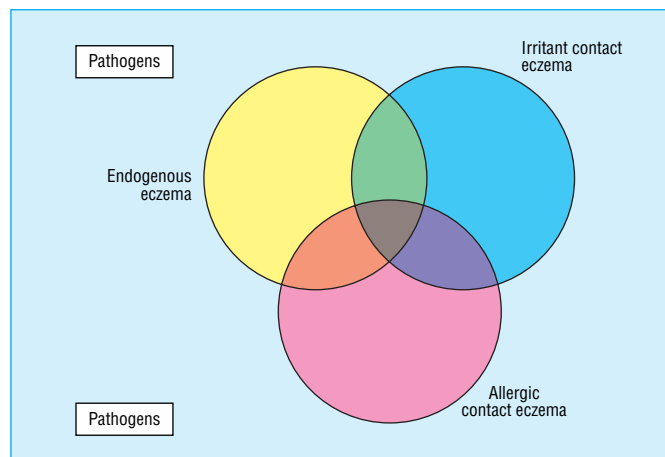 Pathogens
Irritant contact
eczema
Endogenous
eczema
Allergic
contact eczema
Pathogens